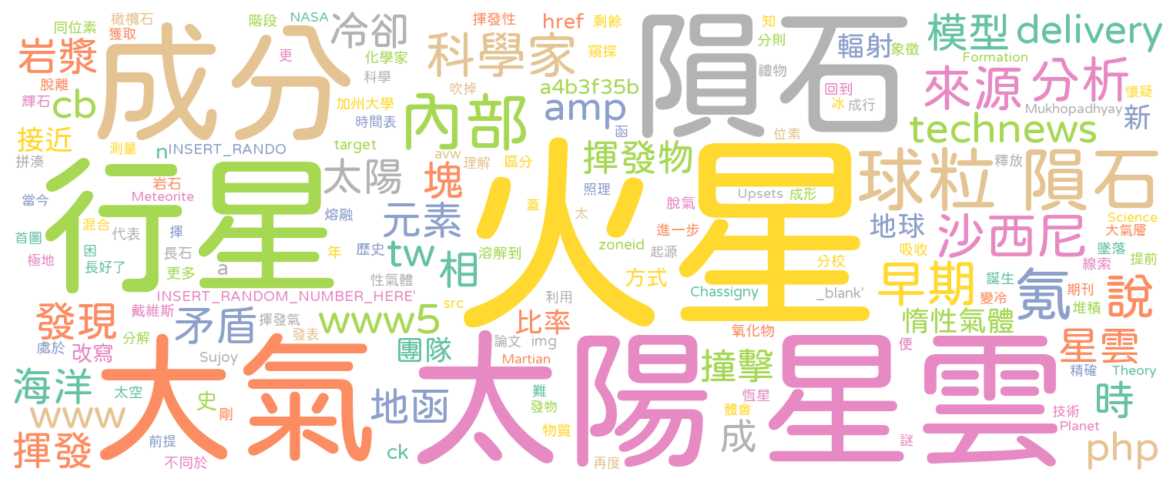 橄欖石 階段 NASA 冷卻 揮發性 href 剩餘 知 模型 delivery
同位素 獲取 成分 更 化學家 科學家 窺探 隕石 分則 輻射 象徵 Formation
岩漿 科學 吹掉 a4b3f35b 禮物 回到 來源 分析 懷疑
脫離 輝石 cb 加州大學 內部 amp 冰 成行 Mukhopadhyay 新
接近 時間表 target 函 位素 technews
拼湊 測量 n INSERT_RANDO avw 理解 區分 揮發物 球粒 隕石 釋放
當今 行星 岩石 Meteorite 太陽 塊 火星 照理 Upsets 成形
混合 代表 揮 熔融 元素 蓋 太 脫氣 進一步 地球 沙西尼 Science 大氣層
首圖 困 長石 年 歷史 tw 相 溶解到 zoneid 起源 吸收 墜落
極地 長好了 更多 a 性氣體 方式 分校 早期 氪 誕生 線索 提前
INSERT_RANDOM_NUMBER_HERE' src 利用 Chassigny _blank' 變冷 期刊 說
發現 戴維斯 矛盾 揮發氣 www5 比率 氧化物 惰性氣體 堆積
處於 改寫 分解 發表 團隊 論文 img 便 星雲
海洋 太空 Sujoy 大氣 太陽星雲 Martian 難 撞擊 恆星 精確 Theory
www 史 剛 地函 發物 體會 時
揮發 前提 物質 成 技術 Planet
不同於 ck 再度 謎 php